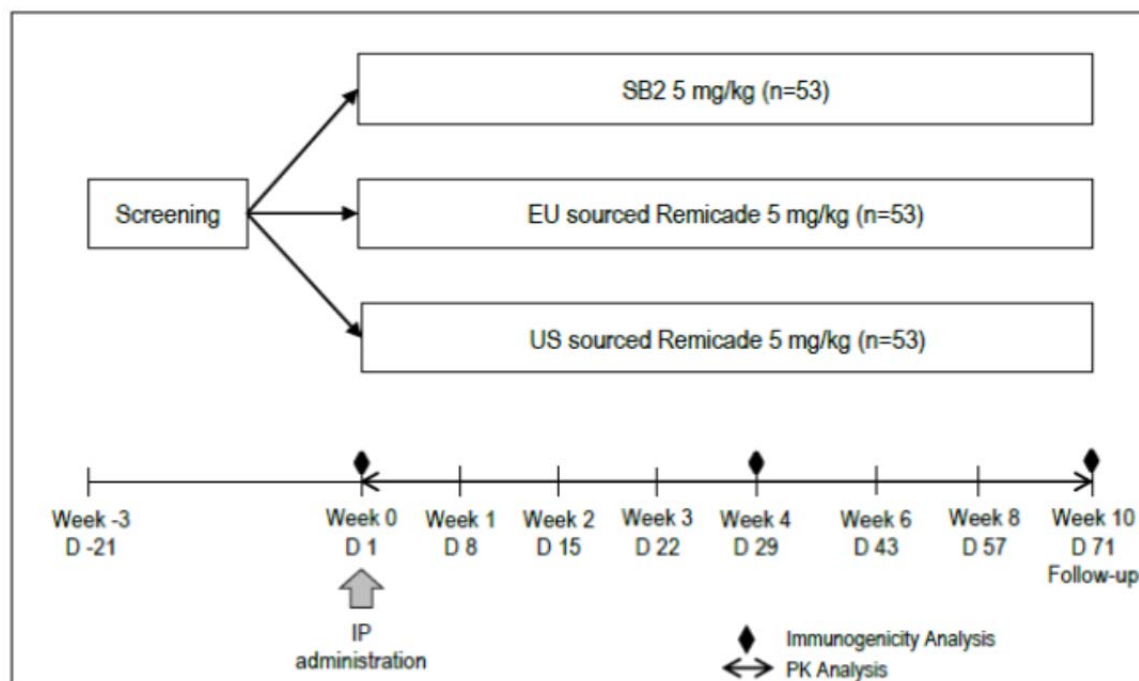 SB2 5 mg/kg (n=53)
Screening
EU sourced Remicade 5 mg/kg (n=53)
US sourced Remicade 5 mg/kg (n=53)
Week -3 Week 0 Week 1 Week 2 Week 3 Week 4 Week 6 Week 8 Week 10
D -21 D 1 D 8 D 15 D 22 D 29 D 43 D 57 D 71
Follow-up
IP
administration
Immunogenicity Analysis
PK Analysis